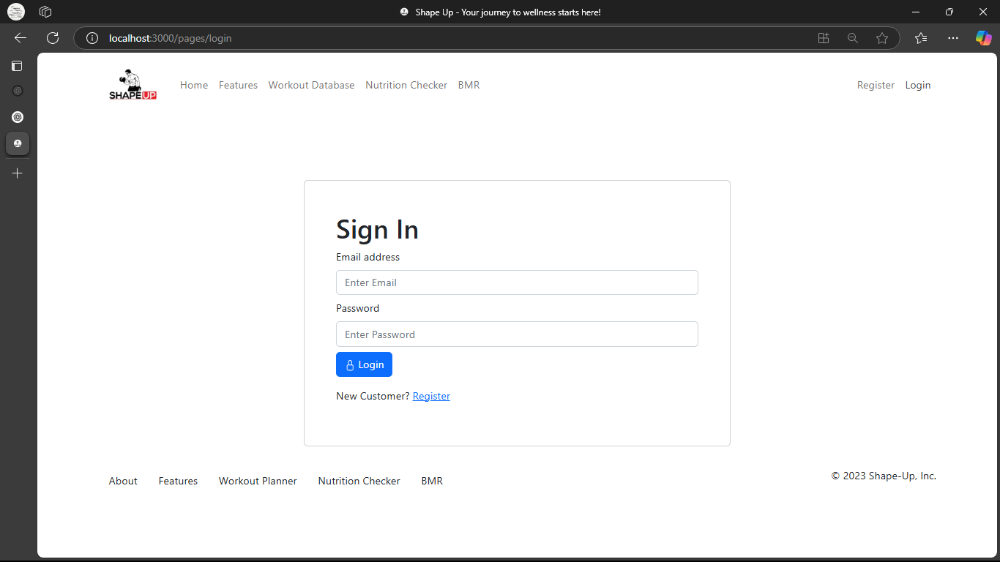 Shape Up - Your journey to wellness starts here!
localhost:3000/pages/login
SHAPEUP Home Features Workout Database Nutrition Checker BMR Register Login
Sign In
Email address
Enter Email
Password
Enter Password
Login
New Customer? Register
About Features Workout Planner Nutrition Checker BMR © 2023 Shape-Up, Inc.